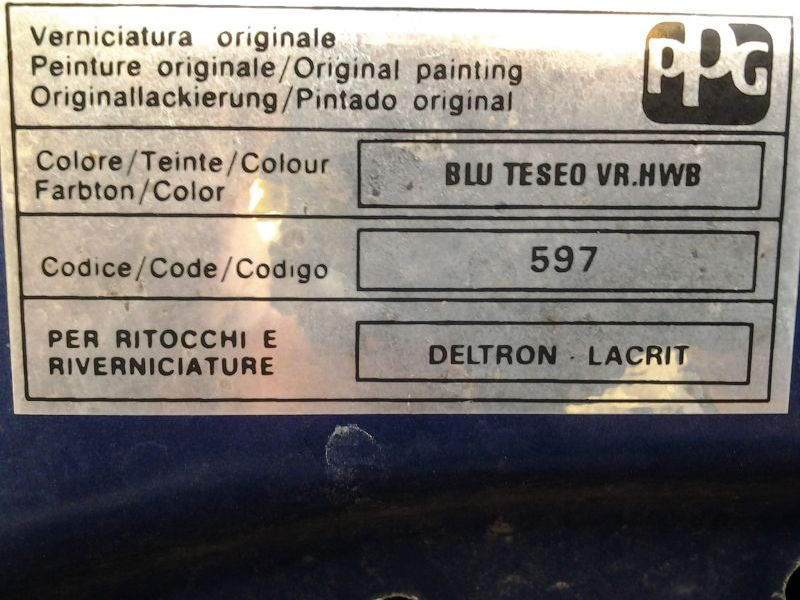 Verniciatura originale
Peinture originale/Original painting
Originallackierung/Pintado original
PPG
Colore/Teinte/Colour
Farbton/Color
BLU TESEO VR.HWB
Codice/Code/Codigo
597
PER RITOCCHI E
RIVERNICIATURE
DELTRON - LACRIT